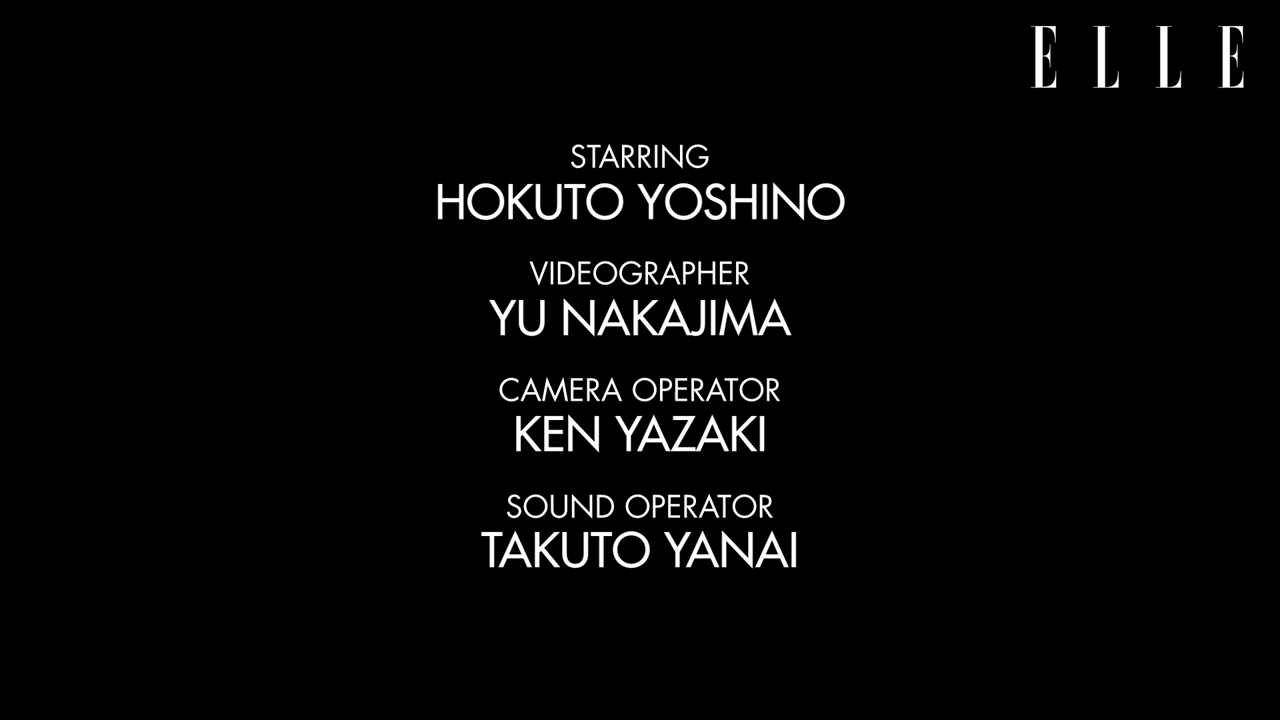 ELLE
STARRING
HOKUTO YOSHINO
VIDEOGRAPHER
YU NAKAJIMA
CAMERA OPERATOR
KEN YAZAKI
SOUND OPERATOR
TAKUTO YANAI